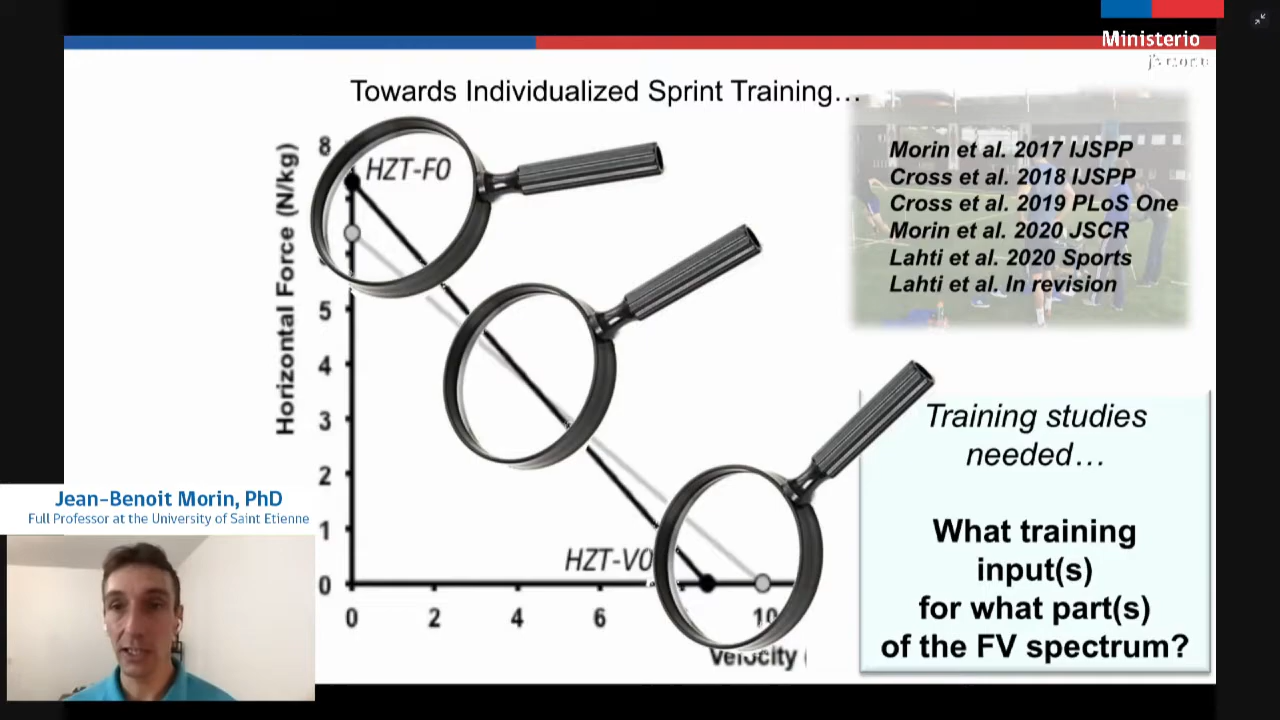 Ministerio
Towards Individualized Sprint Training…
Morin et al. 2017 IJSPP
Cross et al. 2018 IJSPP
Cross et al. 2019 PLoS One
Morin et al. 2020 JSCR
Lahti et al. 2020 Sports
Lahti et al. In revision
Horizontal Force (N/kg)
8
5
4
3
2
1
0
HZT-F0
HZT-V0
0
2
4
6
10
Velocity (
Training studies
needed…
What training
input(s)
for what part(s)
of the FV spectrum?
Jean-Benoit Morin, PhD
Full Professor at the University of Saint Etienne